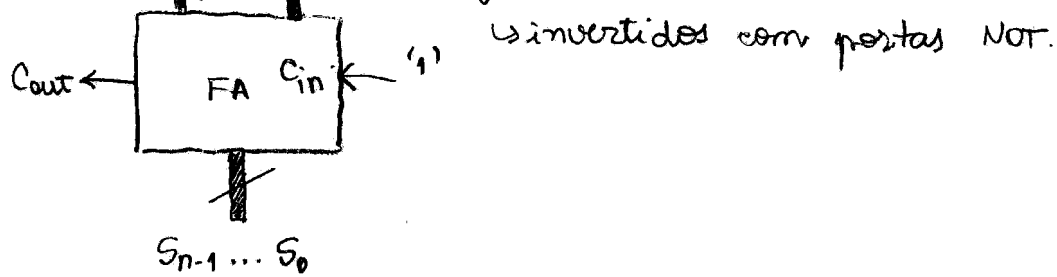 ↳ invertidos com portas NOT.
Cout ← FA Cin ← '1'
Sn-1 ... S0